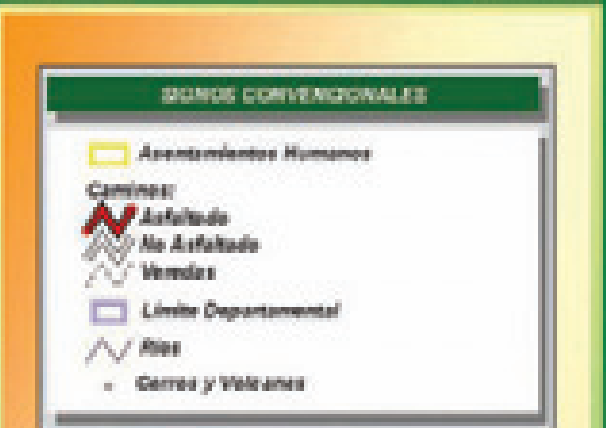 SIGNOS CONVENCIONALES
Asentamientos Humanos
Caminos:
Asfaltado
No Asfaltado
Veredas
Límite Departamental
Ríos
Cerros y Volcanes